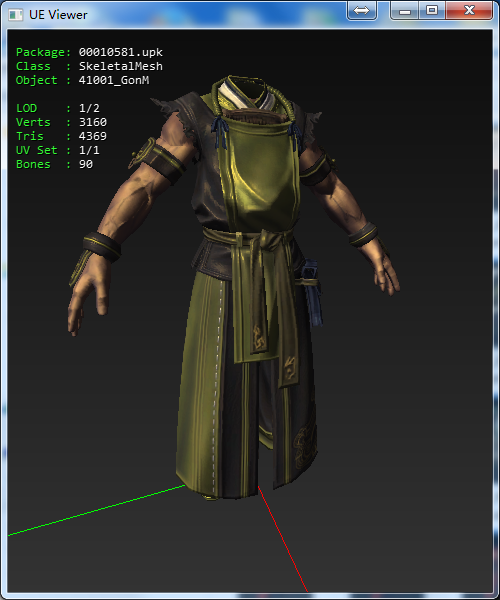 UE Viewer
Package: 00010581.upk
Class : SkeletalMesh
Object : 41001_GonM
LOD : 1/2
Verts : 3160
Tris : 4369
UV Set : 1/1
Bones : 90